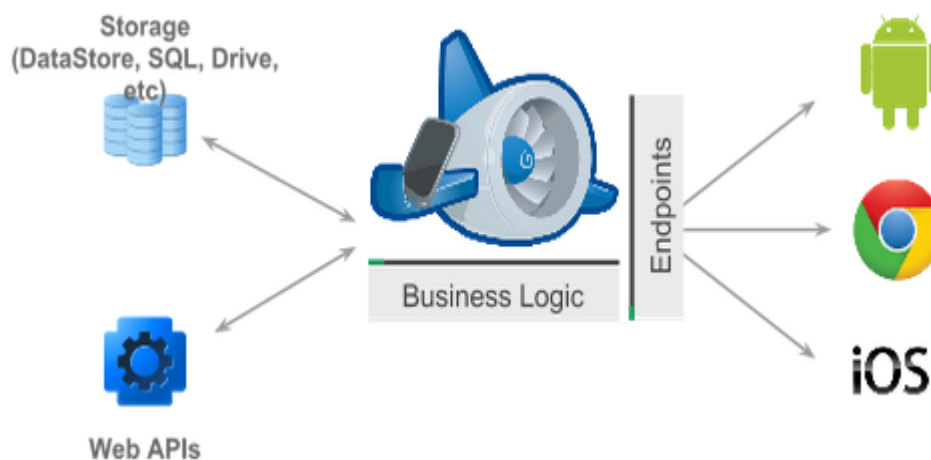 Storage
(DataStore, SQL, Drive,
etc)
Business Logic
Endpoints
iOS
Web APIs